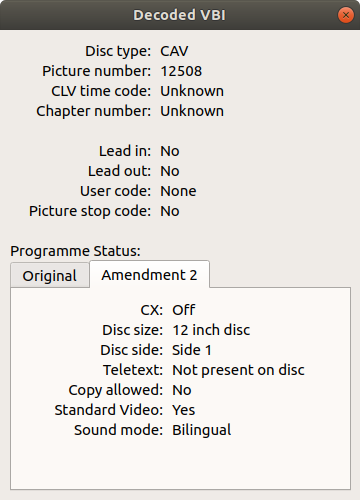 Decoded VBI
Disc type: CAV
Picture number: 12508
CLV time code: Unknown
Chapter number: Unknown
Lead in: No
Lead out: No
User code: None
Picture stop code: No
Programme Status:
Original Amendment 2
CX: Off
Disc size: 12 inch disc
Disc side: Side 1
Teletext: Not present on disc
Copy allowed: No
Standard Video: Yes
Sound mode: Bilingual